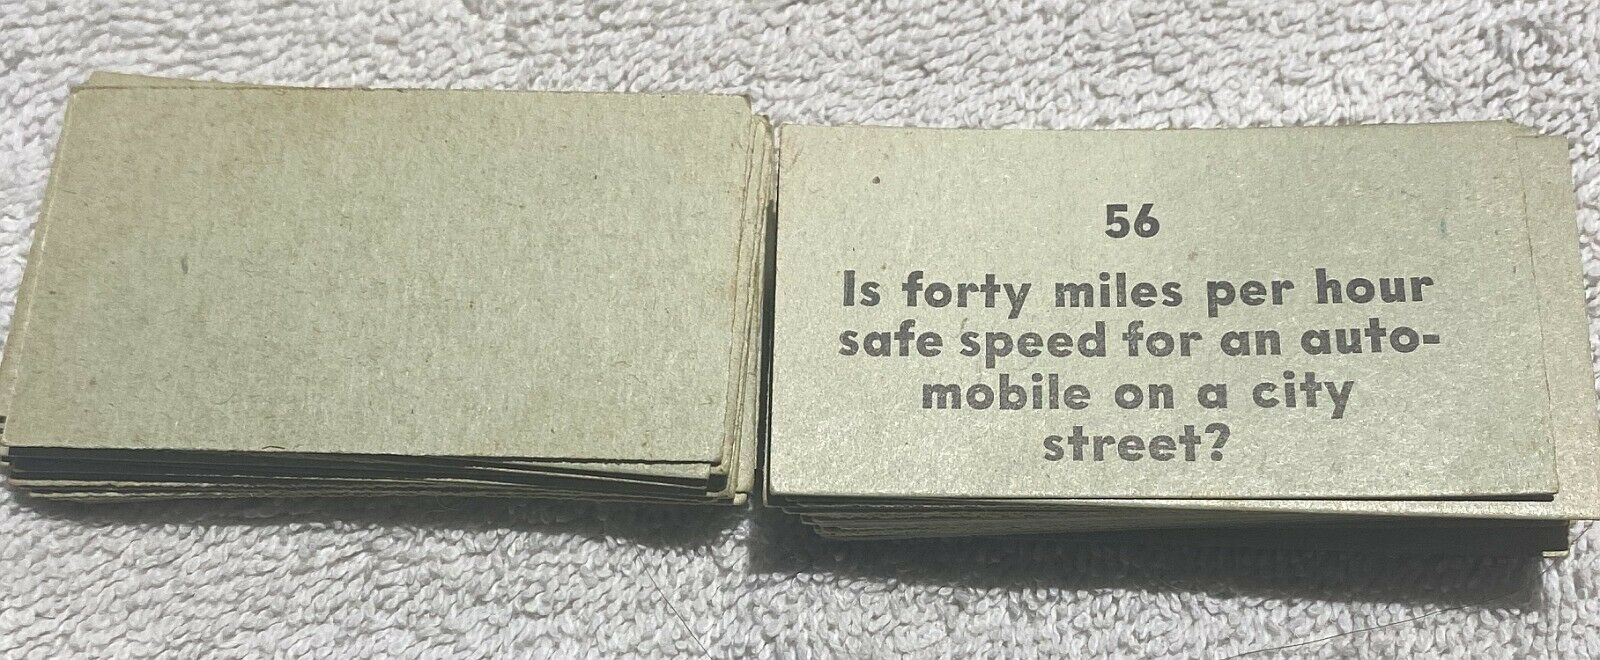 56
Is forty miles per hour
safe speed for an auto-
mobile on a city
street?